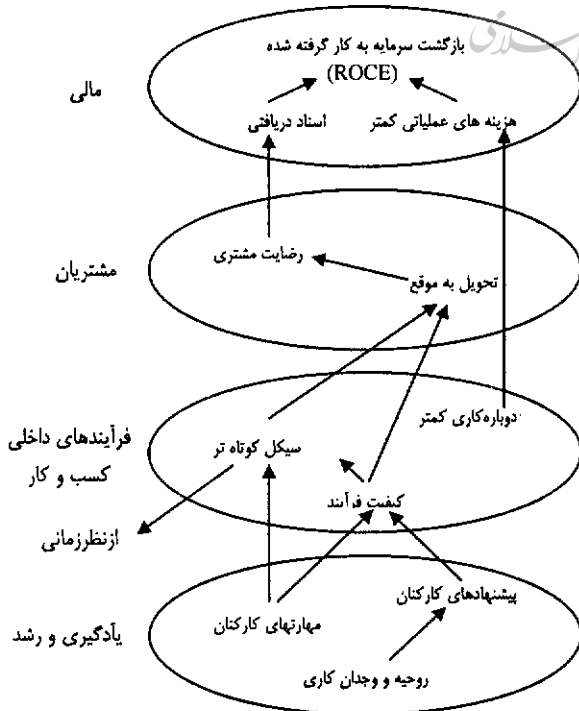 بازگشت سرمایه به کار گرفته شده
(ROCE)
مالی
هزینه های عملیاتی کمتر
اسناد دریافتی
رضایت مشتری
مشتریان
تحویل به موقع
دوباره‌کاری کمتر
سیکل کوتاه تر
فرآیندهای داخلی
کسب و کار
کیفیت فرآیند
ازنظرزمانی
پیشنهادهای کارکنان
مهارتهای کارکنان
یادگیری و رشد
روحیه و وجدان کاری